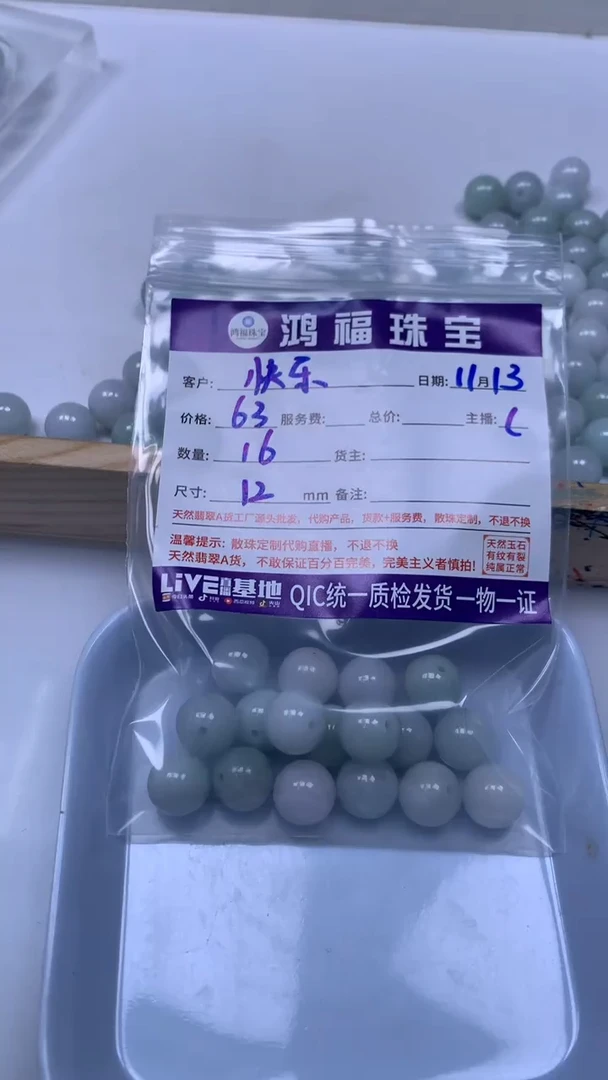 鸿福珠宝 鸿福珠宝
客户: 快乐 日期: 11月13
价格: 63 服务费: 总价: 主播: L
数量: 16 货主:
尺寸: 12 mm 备注:
天然翡翠A货工厂源头批发，代购产品，货款+服务费，散珠定制，不退不换
温馨提示: 散珠定制代购直播，不退不换
天然翡翠A货，不敢保证百分百完美，完美主义者慎拍!
天然玉石
有纹有裂
纯属正常
LiVE直播基地 QIC统一质检发货一物一证